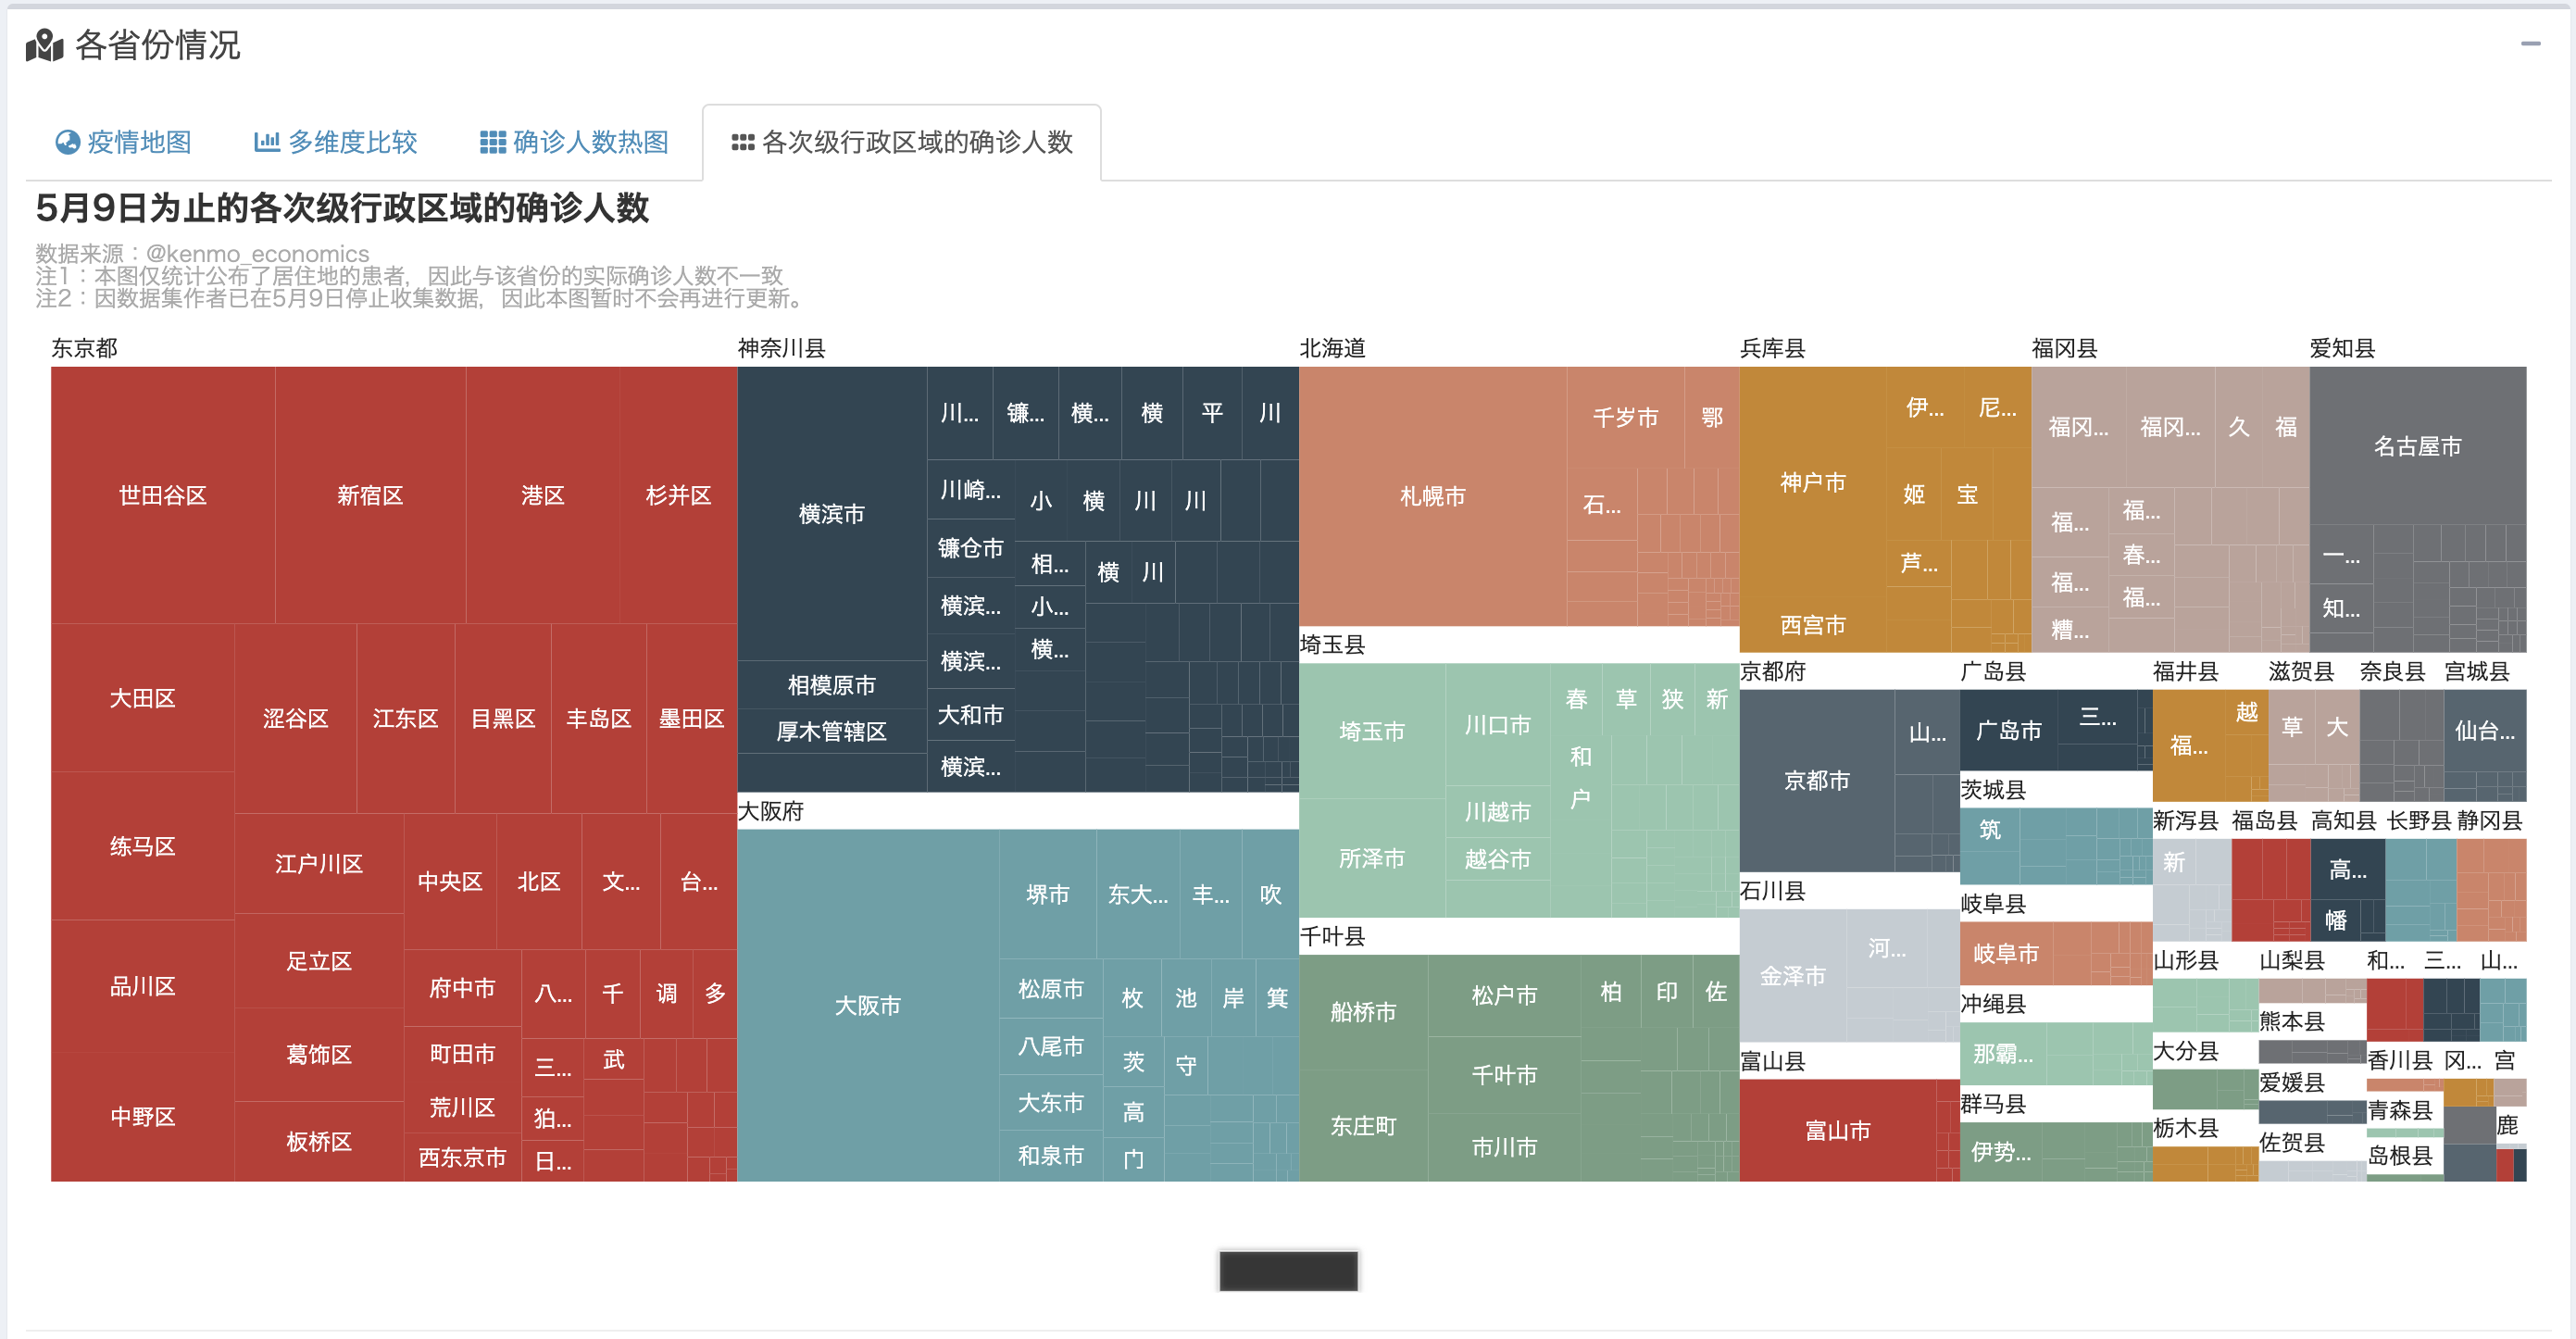 各省份情况
疫情地图
多维度比较
确诊人数热图
各次级行政区域的确诊人数
5月9日为止的各次级行政区域的确诊人数
数据来源：@kenmo_economics
注1：本图仅统计公布了居住地的患者，因此与该省份的实际确诊人数不一致
注2：因数据集作者已在5月9日停止收集数据，因此本图暂时不会再进行更新。
东京都
世田谷区
新宿区
港区
杉并区
大田区
涩谷区
江东区
目黑区
丰岛区
墨田区
练马区
江户川区
中央区
北区
文...
台...
品川区
足立区
府中市
八...
千
调
多
葛饰区
町田市
三...
武
中野区
荒川区
狛...
板桥区
西东京市
日...
神奈川县
横滨市
川...
镰...
横...
横
平
川
川崎...
小
横
川
川
镰仓市
相...
横
川
横滨...
小...
横滨...
横...
相模原市
大和市
厚木管辖区
横滨...
大阪府
大阪市
堺市
东大...
丰...
吹
松原市
枚
池
岸
箕
八尾市
茨
守
大东市
高
和泉市
门
北海道
札幌市
千岁市
鄂
石...
埼玉县
埼玉市
川口市
春
草
狭
新
和户
川越市
所泽市
越谷市
千叶县
船桥市
松户市
柏
印
佐
千叶市
东庄町
市川市
兵库县
神户市
伊...
尼...
姬
宝
芦...
西宫市
福冈县
福冈...
福冈...
久
福
福...
福...
春...
福...
福...
糟...
爱知县
名古屋市
一...
知...
京都府
京都市
山...
石川县
金泽市
河...
富山县
富山市
广岛县
广岛市
三...
茨城县
筑
岐阜县
岐阜市
冲绳县
那霸...
群马县
伊势...
福井县
福...
越
滋贺县
草
大
奈良县
宫城县
仙台...
新泻县
新
福岛县
高知县
高...
幡
长野县
静冈县
山形县
山梨县
和...
三...
山...
大分县
熊本县
香川县
冈...
宫
爱媛县
青森县
栃木县
佐贺县
岛根县
鹿